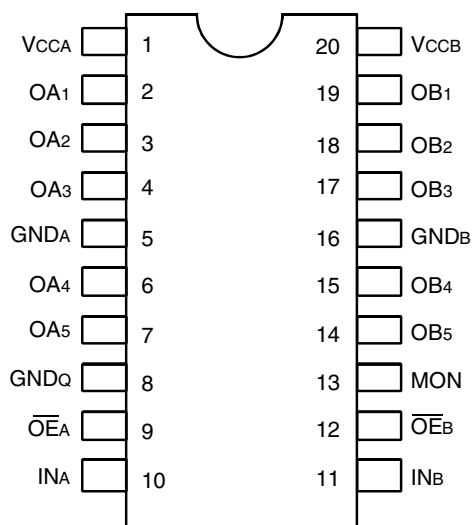 VCCA 1 20 VCCB
OA1 2 19 OB1
OA2 3 18 OB2
OA3 4 17 OB3
GNDA 5 16 GNDB
OA4 6 15 OB4
OA5 7 14 OB5
GNDQ 8 13 MON
O̅E̅A 9 12 O̅E̅B
INA 10 11 INB